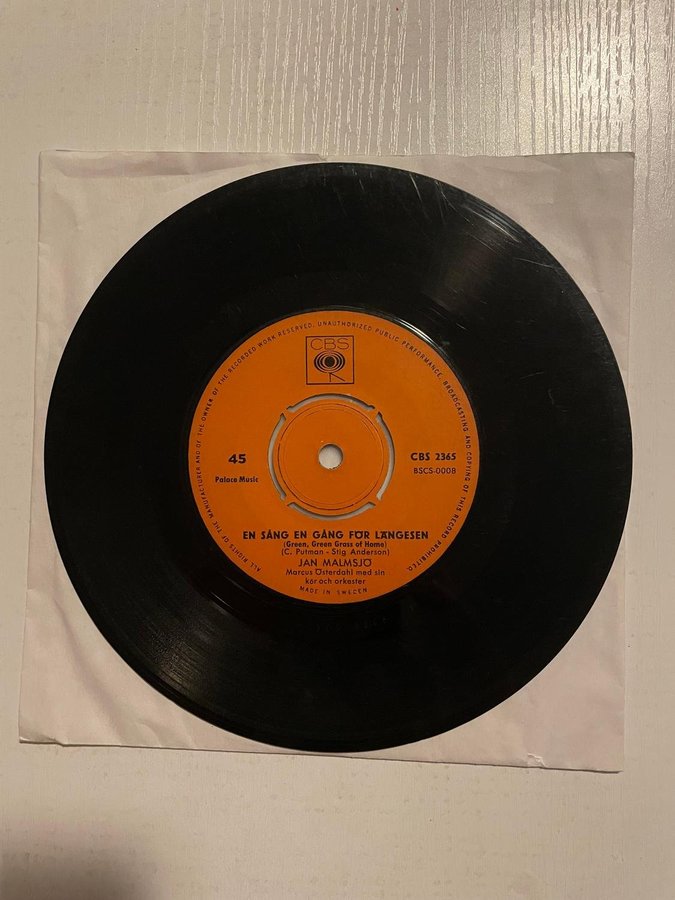 ALL RIGHTS OF THE MANUFACTURER AND OF THE OWNER OF THE RECORDED WORK RESERVED. UNAUTHORIZED PUBLIC PERFORMANCE, BROADCASTING AND COPYING OF THIS RECORD PROHIBITED.
CBS
45
CBS 2365
Palace Music
BSCS-0008
EN SÅNG EN GÅNG FÖR LÄNGESEN
(Green, Green Grass of Home)
(C. Putman - Stig Anderson)
JAN MALMSJÖ
Marcus Österdahl med sin
kör och orkester
MADE IN SWEDEN